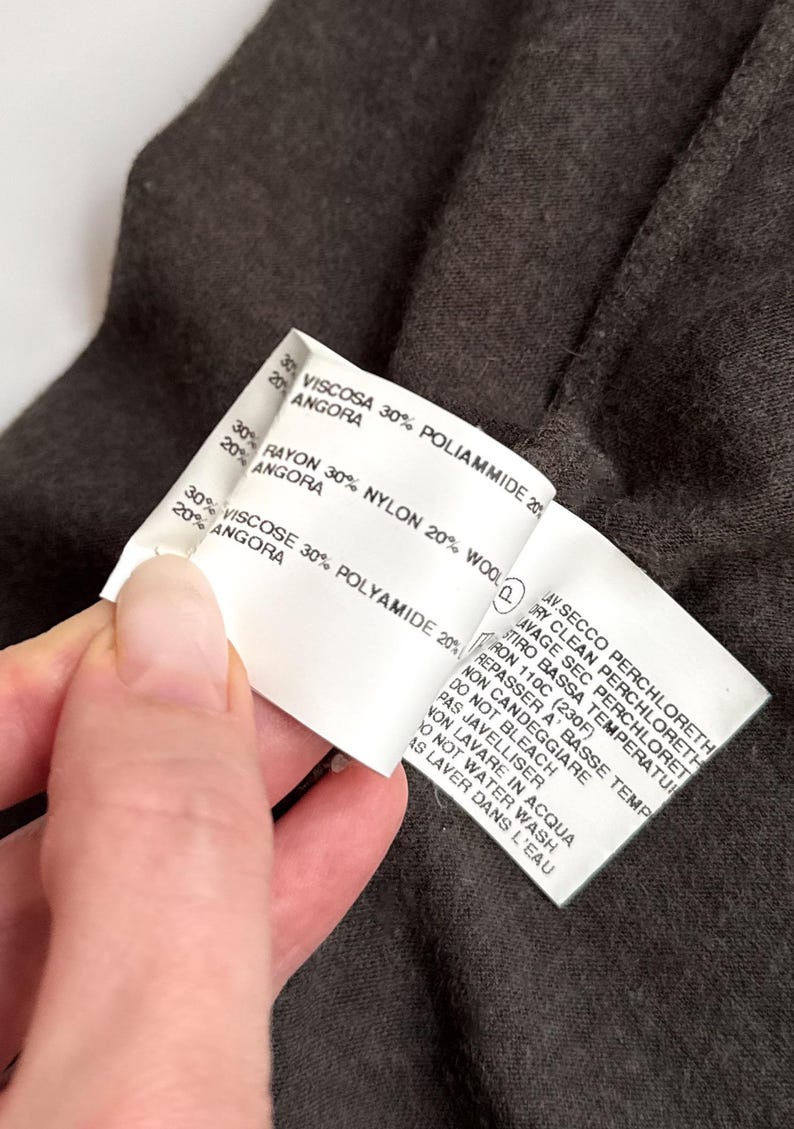 30% VISCOSA 30% POLIAMMIDE 20%
20% ANGORA
30% RAYON 30% NYLON 20% WOOL
20% ANGORA
30% VISCOSE 30% POLYAMIDE 20%
20% ANGORA
P
LAV SECCO PERCHLORETH
DRY CLEAN PERCHLORETH
LAVAGE SEC PERCHLORETH
STIRO BASSA TEMPERATU
IRON 110C (230F)
REPASSER A' BASSE TEMP
NON CANDEGGIARE
DO NOT BLEACH
PAS JAVELLISER
NON LAVARE IN ACQUA
DO NOT WATER WASH
AS LAVER DANS L'EAU